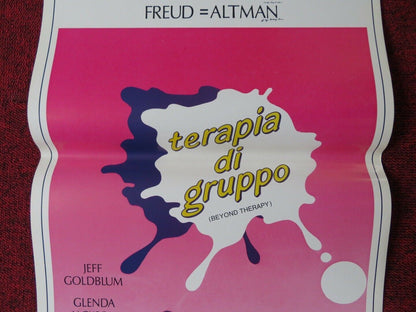 FREUD = ALTMAN
terapia
di
gruppo
(BEYOND THERAPY)
JEFF
GOLDBLUM
GLENDA